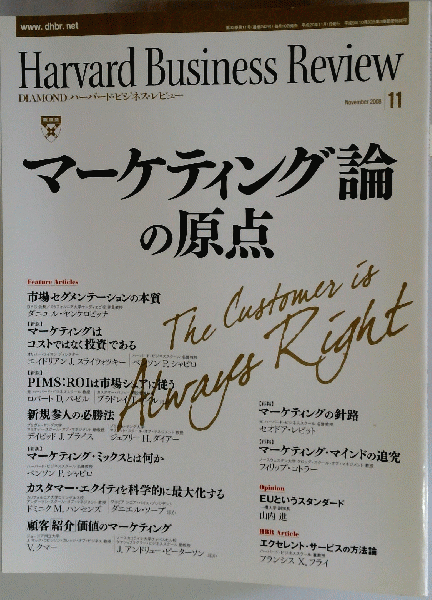 www.dhbr.net
Harvard Business Review
DIAMOND ハーバード・ビジネス・レビュー
November 2008 11
マーケティング論
の原点
The Customer is
Always Right
Feature Articles
市場セグメンテーションの本質
ダニエル・ヤンケロビッチ
マーケティングは
コストではなく投資である
エイドリアン J. スライウォツキー
ベンソン P. シャピロ
PIMS:ROIは市場シェアに従う
ロバート D. バゼル
新規参入の必勝法
デイビッド J. ブライス
ジェフリー H. ダイアー
マーケティング・ミックスとは何か
ベンソン P. シャピロ
カスタマー・エクイティを科学的に最大化する
ドミニク M. ハンセンズ
ダニエル・ソープ
顧客「紹介」価値のマーケティング
V. クマー
J. アンドリュー・ピーターソン
マーケティングの針路
セオドア・レビット
マーケティング・マインドの追究
フィリップ・コトラー
Opinion
EUというスタンダード
山内 進
HBR Article
エクセレント・サービスの方法論
フランシス X. フライ